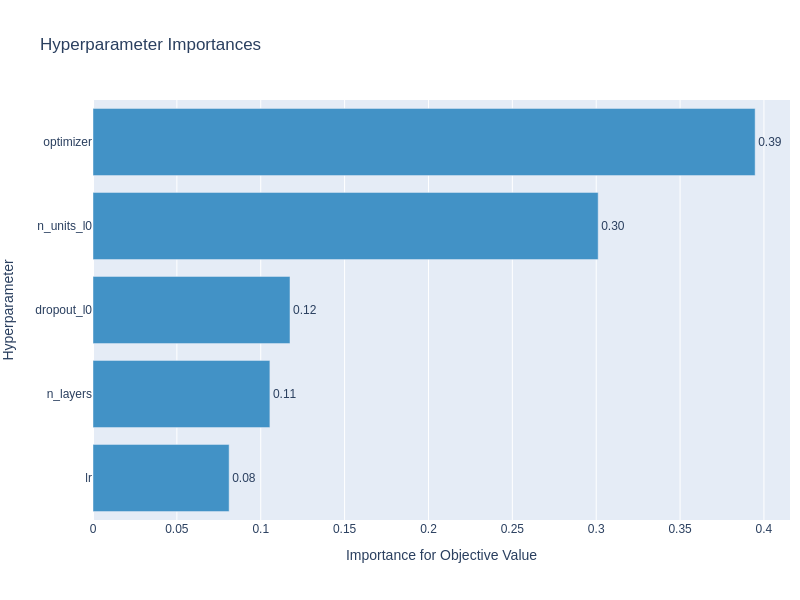 Hyperparameter Importances
Hyperparameter
optimizer
0.39
n_units_l0
0.30
dropout_l0
0.12
n_layers
0.11
lr
0.08
0
0.05
0.1
0.15
0.2
0.25
0.3
0.35
0.4
Importance for Objective Value